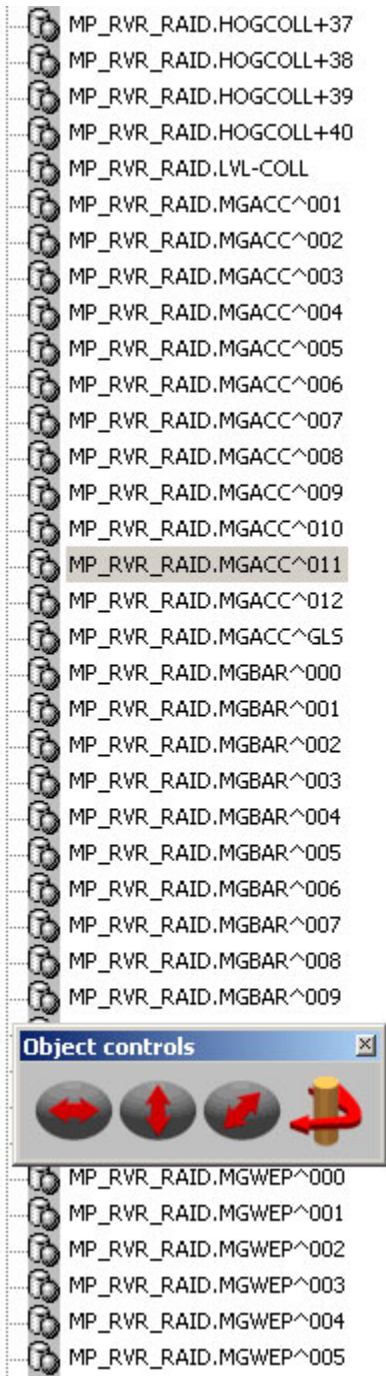 MP_RVR_RAID.HOGCOLL+37
MP_RVR_RAID.HOGCOLL+38
MP_RVR_RAID.HOGCOLL+39
MP_RVR_RAID.HOGCOLL+40
MP_RVR_RAID.LVL-COLL
MP_RVR_RAID.MGACC^001
MP_RVR_RAID.MGACC^002
MP_RVR_RAID.MGACC^003
MP_RVR_RAID.MGACC^004
MP_RVR_RAID.MGACC^005
MP_RVR_RAID.MGACC^006
MP_RVR_RAID.MGACC^007
MP_RVR_RAID.MGACC^008
MP_RVR_RAID.MGACC^009
MP_RVR_RAID.MGACC^010
MP_RVR_RAID.MGACC^011
MP_RVR_RAID.MGACC^012
MP_RVR_RAID.MGACC^GLS
MP_RVR_RAID.MGBAR^000
MP_RVR_RAID.MGBAR^001
MP_RVR_RAID.MGBAR^002
MP_RVR_RAID.MGBAR^003
MP_RVR_RAID.MGBAR^004
MP_RVR_RAID.MGBAR^005
MP_RVR_RAID.MGBAR^006
MP_RVR_RAID.MGBAR^007
MP_RVR_RAID.MGBAR^008
MP_RVR_RAID.MGBAR^009
Object controls
MP_RVR_RAID.MGWEP^000
MP_RVR_RAID.MGWEP^001
MP_RVR_RAID.MGWEP^002
MP_RVR_RAID.MGWEP^003
MP_RVR_RAID.MGWEP^004
MP_RVR_RAID.MGWEP^005